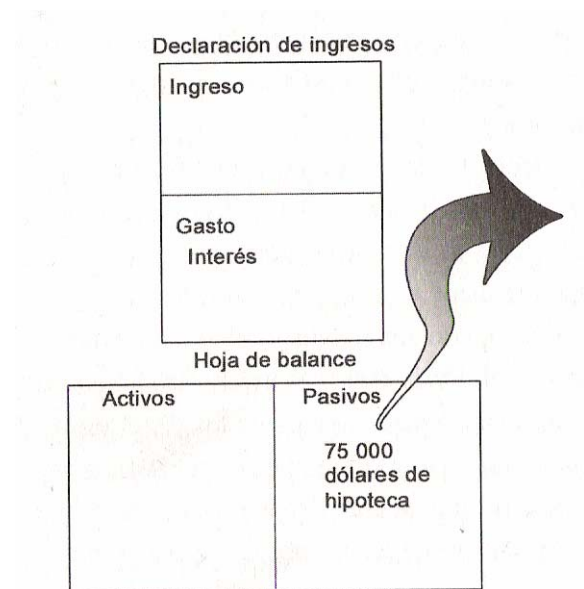 Declaración de ingresos
Ingreso
Gasto
Interés
Hoja de balance
Activos
Pasivos
75 000
dólares de
hipoteca